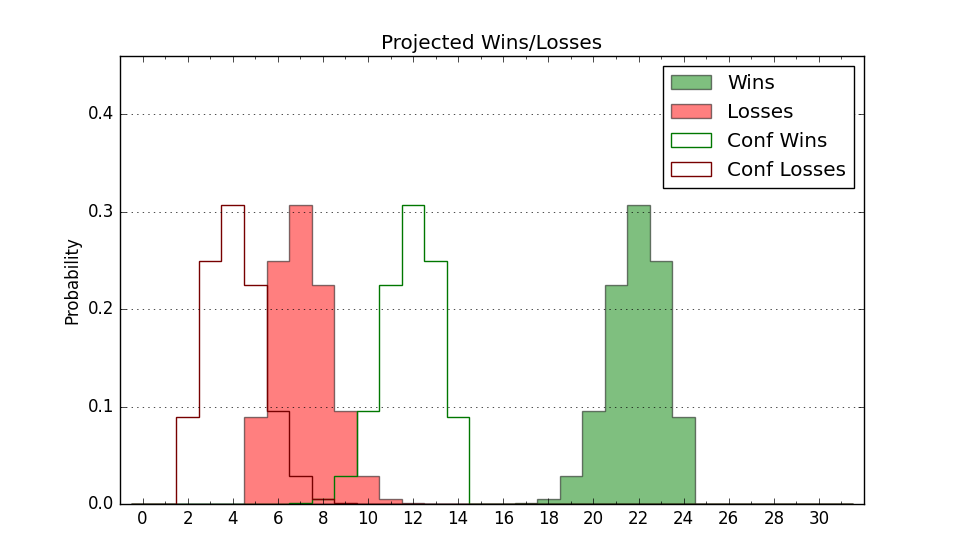 Projected Wins/Losses
Wins
Losses
Conf Wins
Conf Losses
Probability
0.4
0.3
0.2
0.1
0.0
0 2 4 6 8 10 12 14 16 18 20 22 24 26 28 30